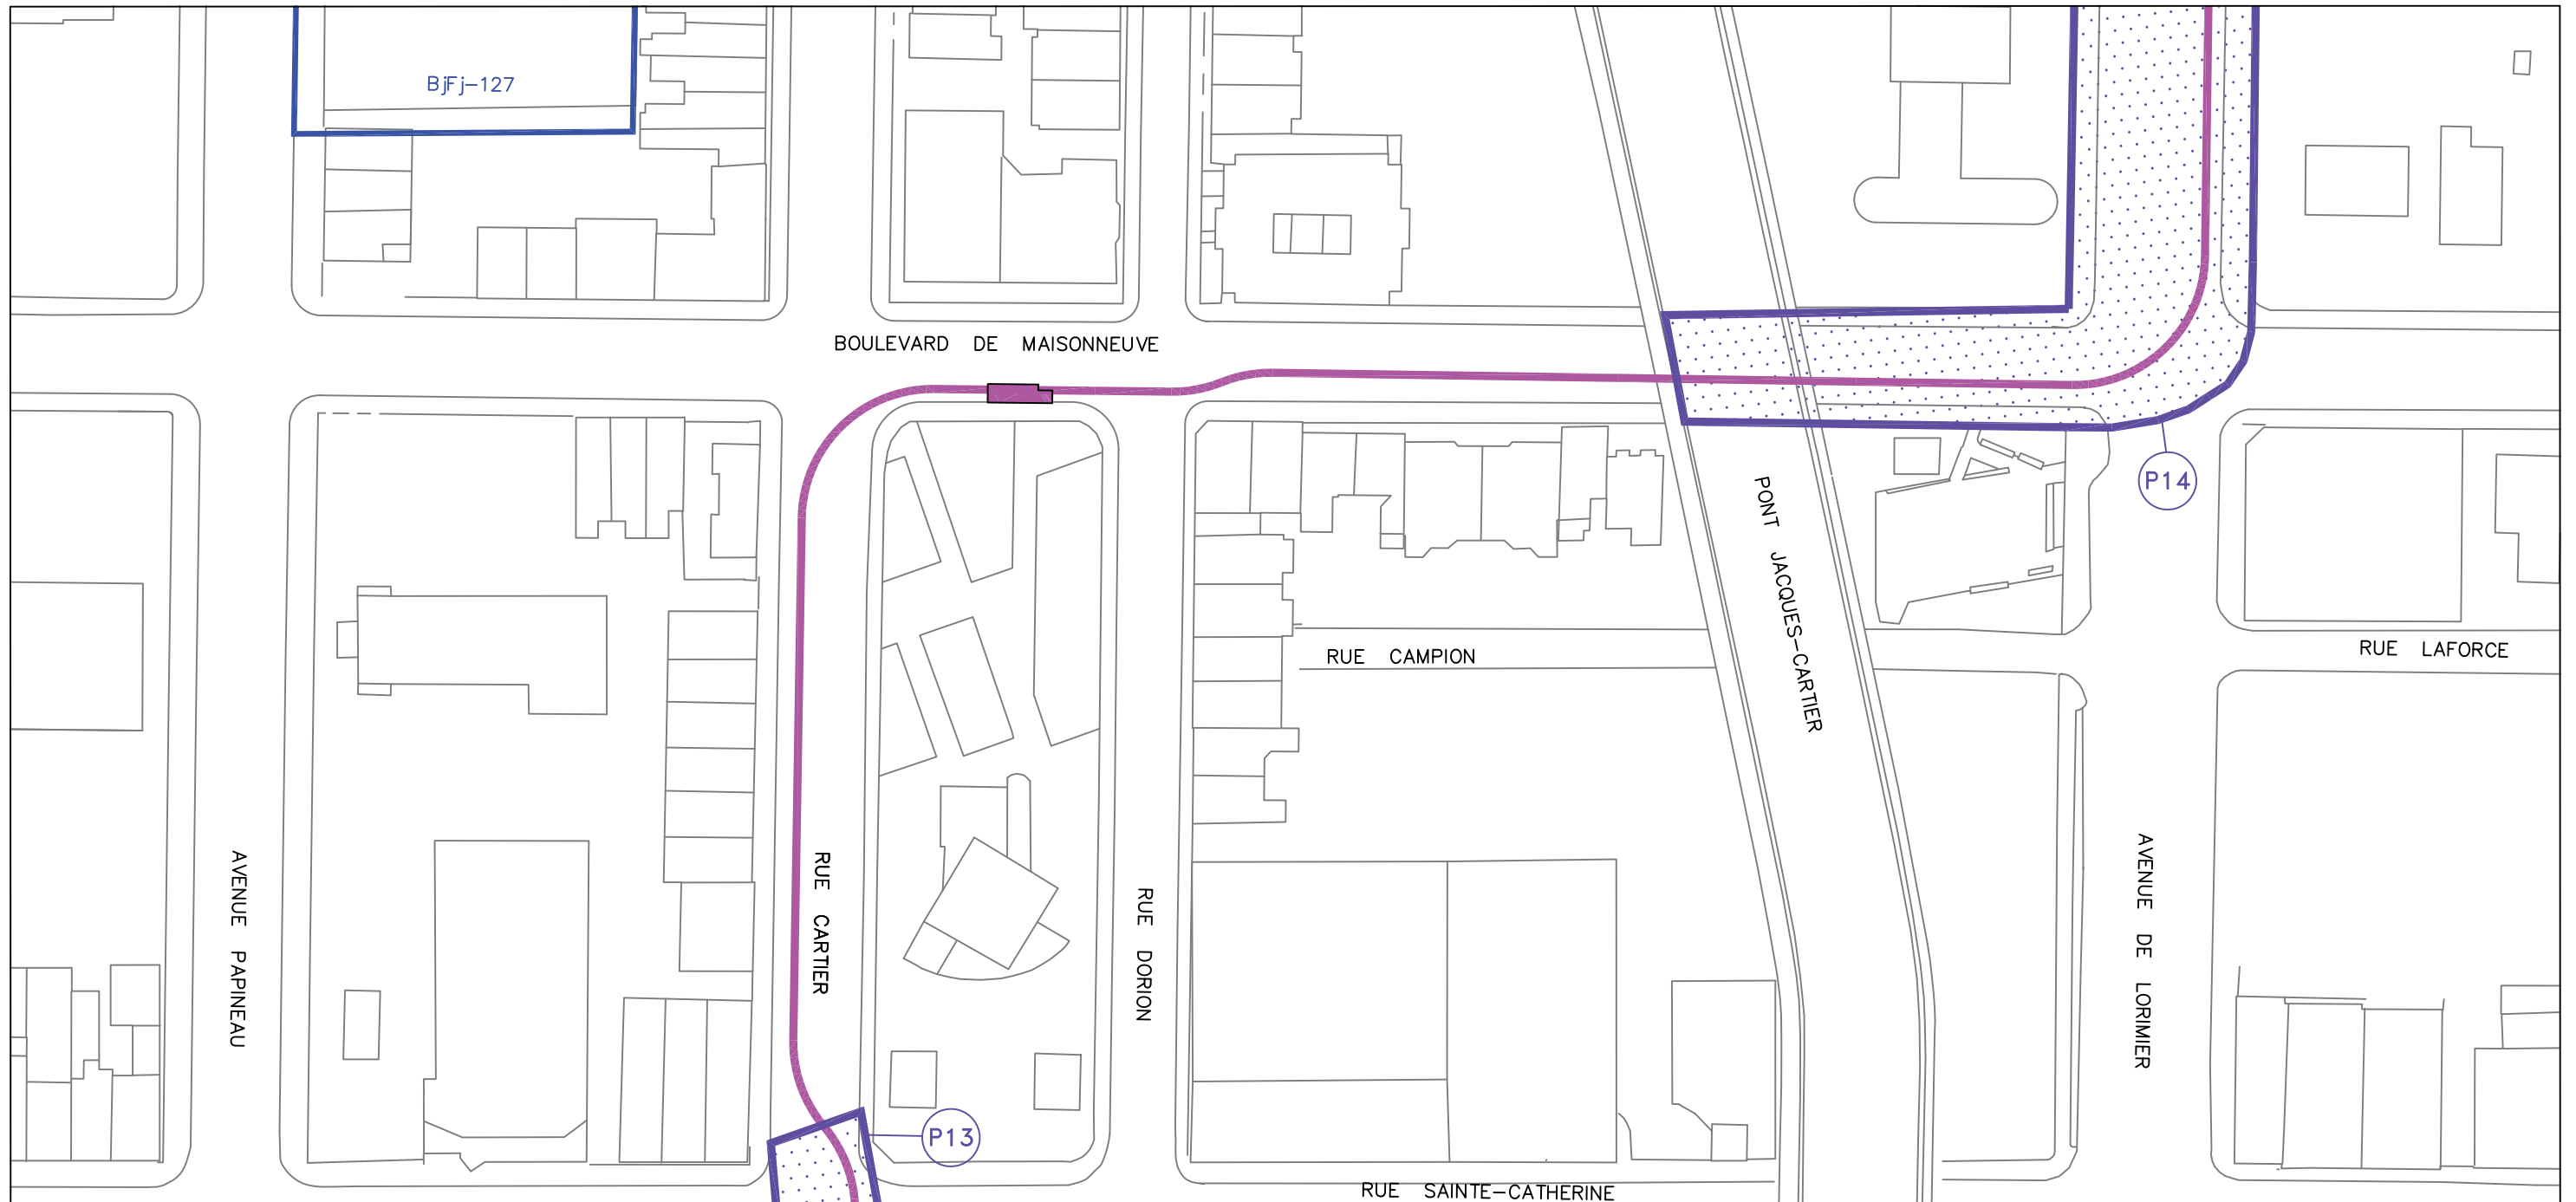 BjFj-127
BOULEVARD DE MAISONNEUVE
P14
PONT JACQUES-CARTIER
RUE CAMPION
RUE LAFORCE
AVENUE PAPINEAU
RUE CARTIER
RUE DORION
AVENUE DE LORIMIER
P13
RUE SAINTE-CATHERINE